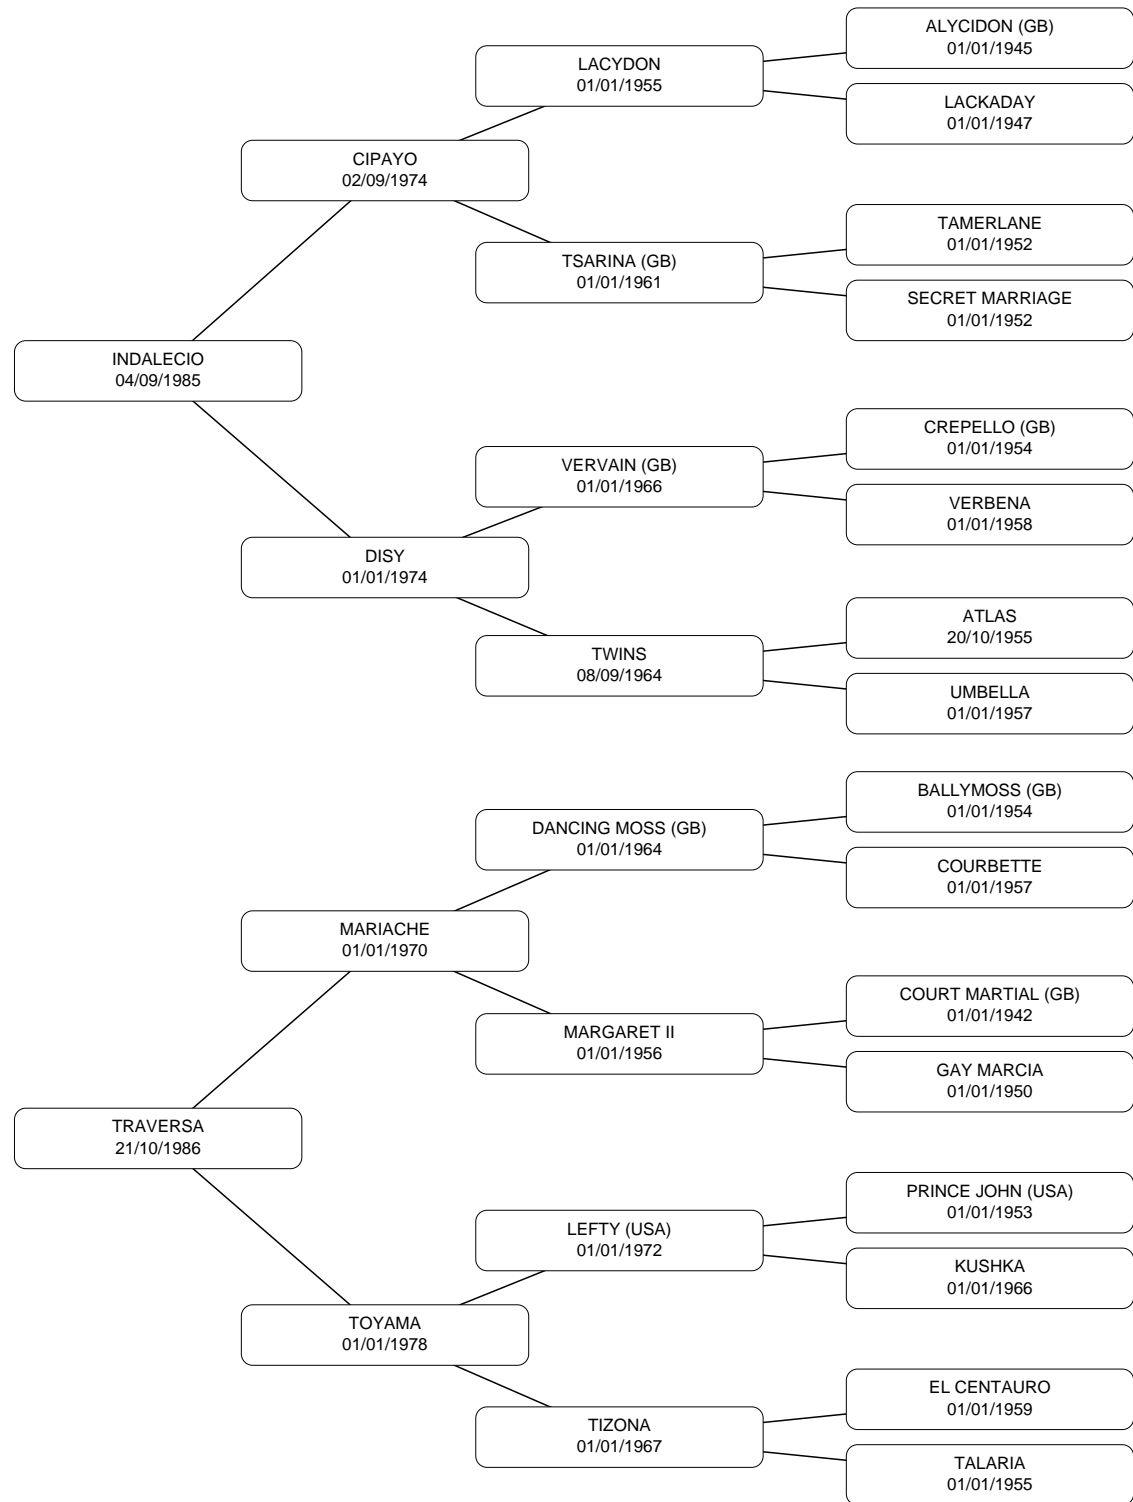 ALYCIDON (GB)
01/01/1945
LACYDON
01/01/1955
LACKADAY
01/01/1947
CIPAYO
02/09/1974
TAMERLANE
01/01/1952
TSARINA (GB)
01/01/1961
SECRET MARRIAGE
01/01/1952
INDALECIO
04/09/1985
CREPELLO (GB)
01/01/1954
VERVAIN (GB)
01/01/1966
VERBENA
01/01/1958
DISY
01/01/1974
ATLAS
20/10/1955
TWINS
08/09/1964
UMBELLA
01/01/1957
BALLYMOSS (GB)
01/01/1954
DANCING MOSS (GB)
01/01/1964
COURBETTE
01/01/1957
MARIACHE
01/01/1970
COURT MARTIAL (GB)
01/01/1942
MARGARET II
01/01/1956
GAY MARCIA
01/01/1950
TRAVERSA
21/10/1986
PRINCE JOHN (USA)
01/01/1953
LEFTY (USA)
01/01/1972
KUSHKA
01/01/1966
TOYAMA
01/01/1978
EL CENTAURO
01/01/1959
TIZONA
01/01/1967
TALARIA
01/01/1955